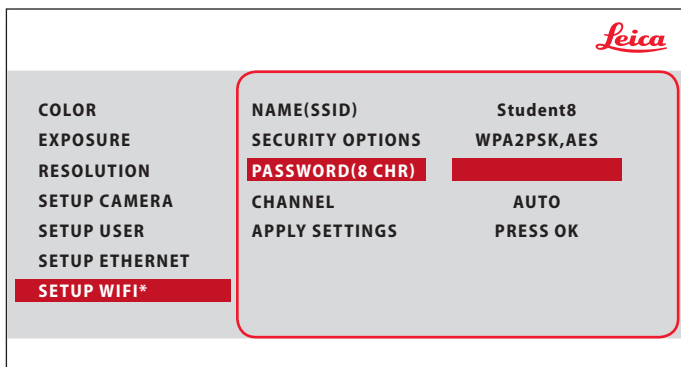 Leica
COLOR
EXPOSURE
RESOLUTION
SETUP CAMERA
SETUP USER
SETUP ETHERNET
SETUP WIFI*
NAME(SSID) Student8
SECURITY OPTIONS WPA2PSK,AES
PASSWORD(8 CHR)
CHANNEL AUTO
APPLY SETTINGS PRESS OK